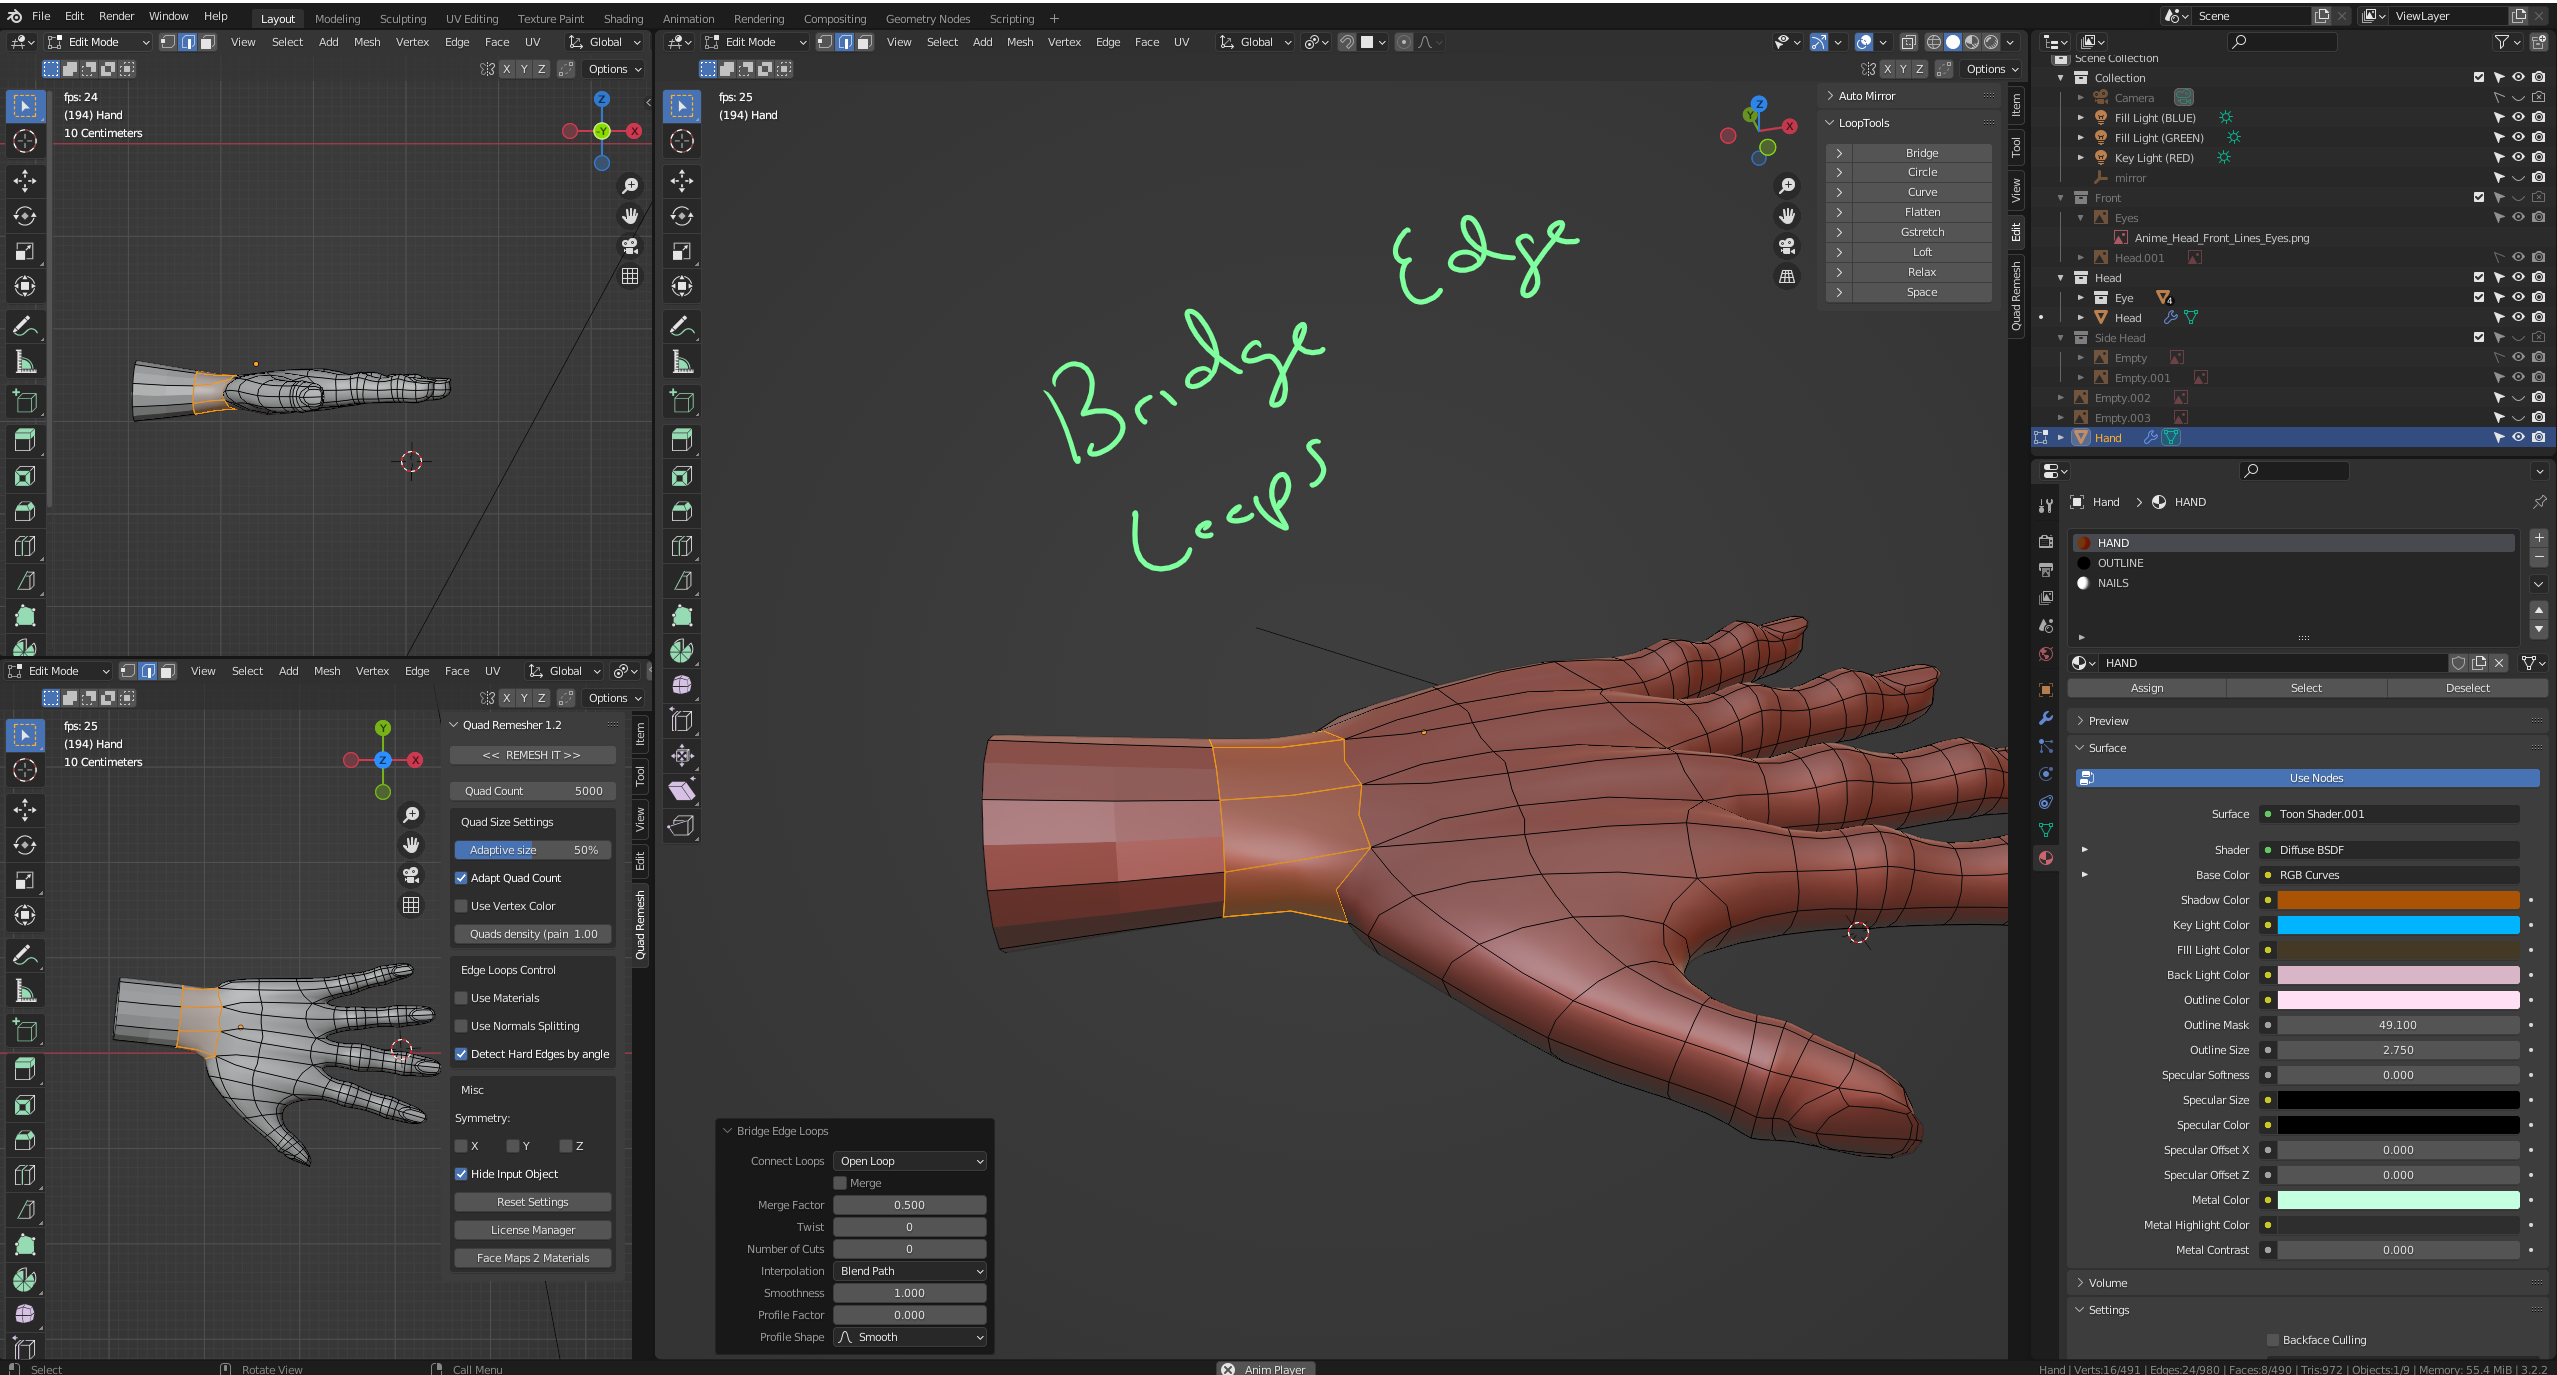 File Edit Render Window Help Layout Modeling Sculpting UV Editing Texture Paint Shading Animation Rendering Compositing Geometry Nodes Scripting + Scene ViewLayer
Edit Mode View Select Add Mesh Vertex Edge Face UV Global
X Y Z Options
fps: 24
(194) Hand
10 Centimeters
Z
-Y X
Edit Mode View Select Add Mesh Vertex Edge Face UV Global
X Y Z Options
fps: 25
(194) Hand
Z
Y X
Auto Mirror
LoopTools
Bridge
Circle
Curve
Flatten
Gstretch
Loft
Relax
Space
Item
Tool
View
Edit
Quad Remesh
Bridge Edge
Loops
Edit Mode View Select Add Mesh Vertex Edge Face UV Global
X Y Z Options
fps: 25
(194) Hand
10 Centimeters
Y
Z X
Quad Remesher 1.2
<< REMESH IT >>
Quad Count 5000
Quad Size Settings
Adaptive size 50%
Adapt Quad Count
Use Vertex Color
Quads density (pain 1.00
Edge Loops Control
Use Materials
Use Normals Splitting
Detect Hard Edges by angle
Misc
Symmetry:
X Y Z
Hide Input Object
Reset Settings
License Manager
Face Maps 2 Materials
Item
Tool
View
Edit
Quad Remesh
Bridge Edge Loops
Connect Loops Open Loop
Merge
Merge Factor 0.500
Twist 0
Number of Cuts 0
Interpolation Blend Path
Smoothness 1.000
Profile Factor 0.000
Profile Shape Smooth
Scene Collection
Collection
Camera
Fill Light (BLUE)
Fill Light (GREEN)
Key Light (RED)
mirror
Front
Eyes
Anime_Head_Front_Lines_Eyes.png
Head.001
Head
Eye 4
Head
Side Head
Empty
Empty.001
Empty.002
Empty.003
Hand
Hand > HAND
HAND
OUTLINE
NAILS
HAND
Assign Select Deselect
Preview
Surface
Use Nodes
Surface Toon Shader.001
Shader Diffuse BSDF
Base Color RGB Curves
Shadow Color
Key Light Color
FIll Light Color
Back Light Color
Outline Color
Outline Mask 49.100
Outline Size 2.750
Specular Softness 0.000
Specular Size
Specular Color
Specular Offset X 0.000
Specular Offset Z 0.000
Metal Color
Metal Highlight Color
Metal Contrast 0.000
Volume
Settings
Backface Culling
Select Rotate View Call Menu Anim Player Hand | Verts:16/491 | Edges:24/980 | Faces:8/490 | Tris:972 | Objects:1/9 | Memory: 55.4 MiB | 3.2.2